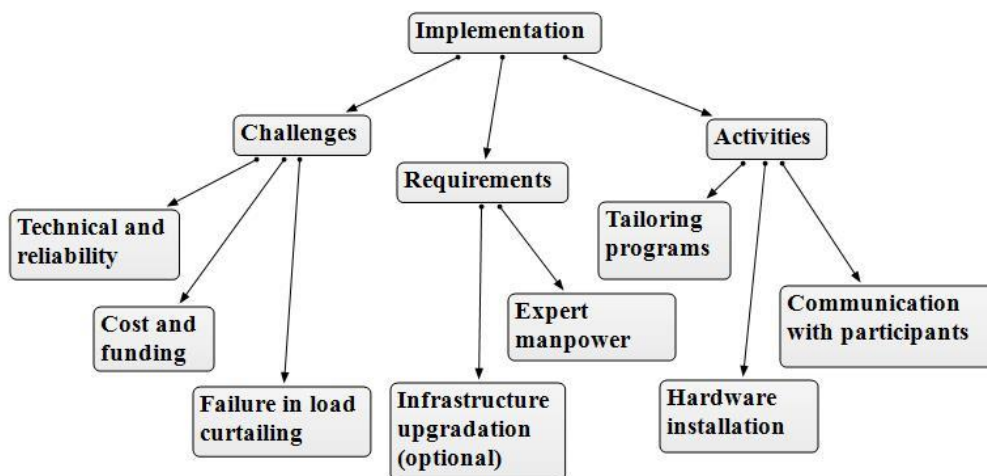 Implementation
Challenges
Activities
Requirements
Technical and
reliability
Tailoring
programs
Cost and
funding
Expert
manpower
Communication
with participants
Failure in load
curtailing
Infrastructure
upgradation
(optional)
Hardware
installation